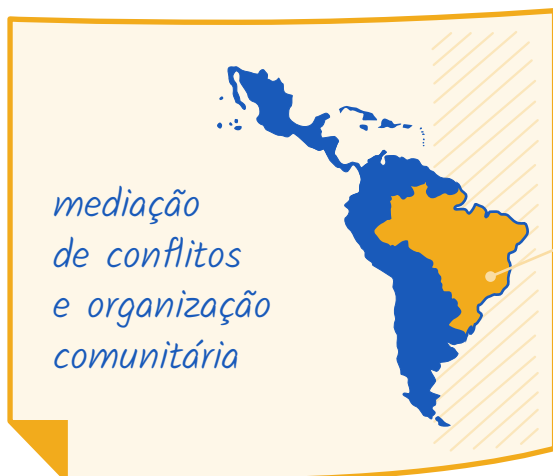 mediação
de conflitos
e organização
comunitária